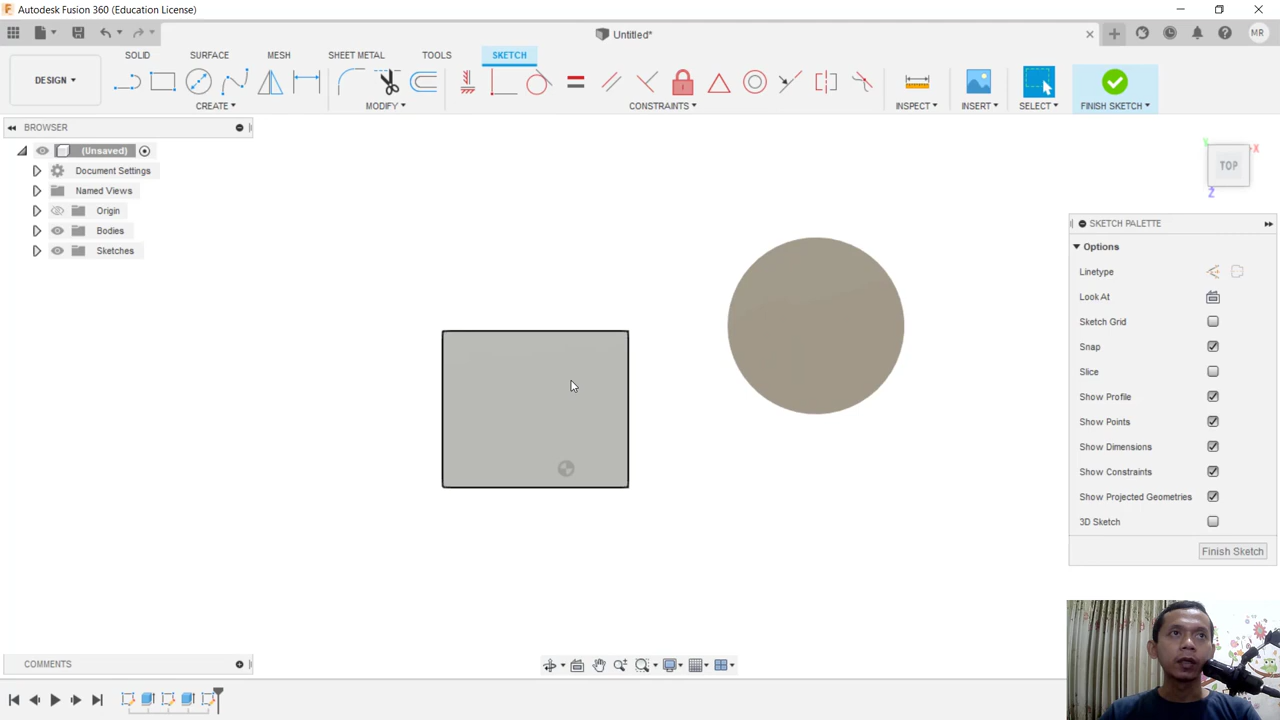 Autodesk Fusion 360 (Education License)
Untitled*
MR
SOLID SURFACE MESH SHEET METAL TOOLS SKETCH
DESIGN
CREATE MODIFY CONSTRAINTS INSPECT INSERT SELECT FINISH SKETCH
BROWSER
(Unsaved)
Document Settings
Named Views
Origin
Bodies
Sketches
Y
X
TOP
Z
SKETCH PALETTE
Options
Linetype
Look At
Sketch Grid
Snap
Slice
Show Profile
Show Points
Show Dimensions
Show Constraints
Show Projected Geometries
3D Sketch
Finish Sketch
COMMENTS